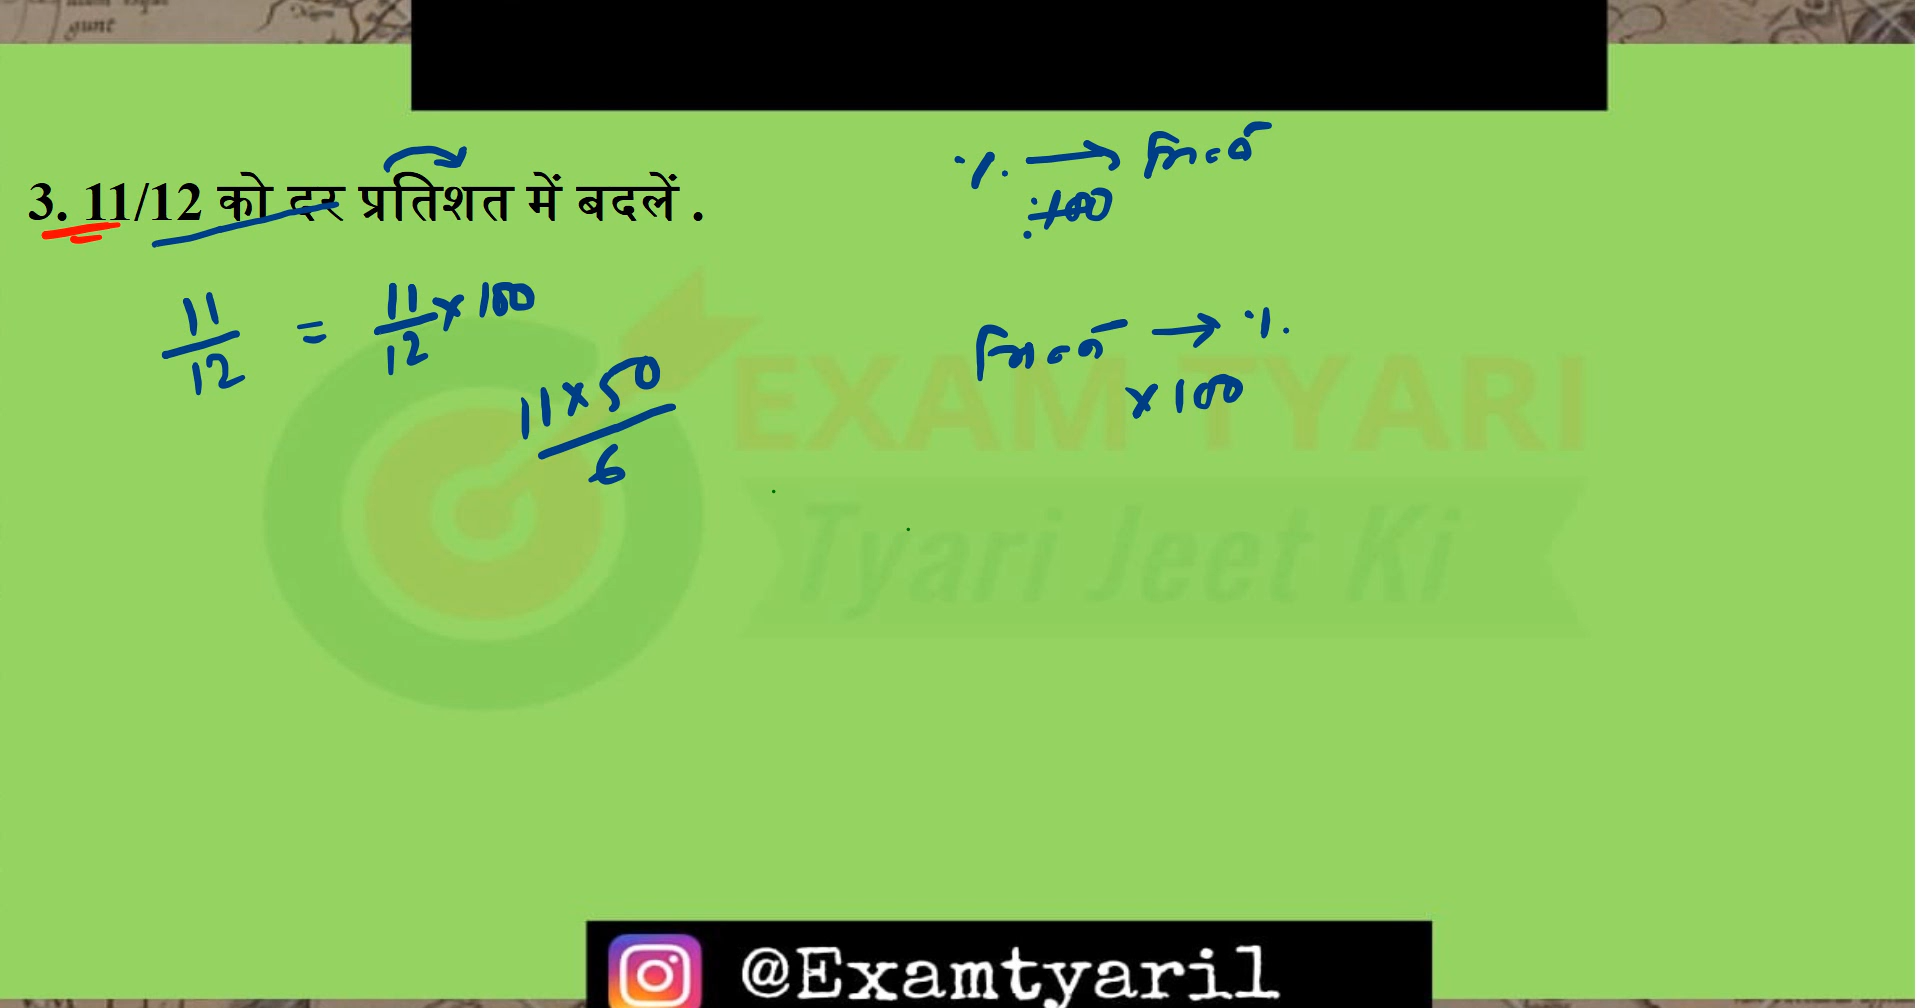 gunt
3. 11/12 को दर प्रतिशत में बदलें .
% → भिन्न
÷100
11/12 = 11/12 × 100
11 × 50 / 6
भिन्न → %.
× 100
EXAM TYARI
Tyari Jeet Ki
@Examtyari1